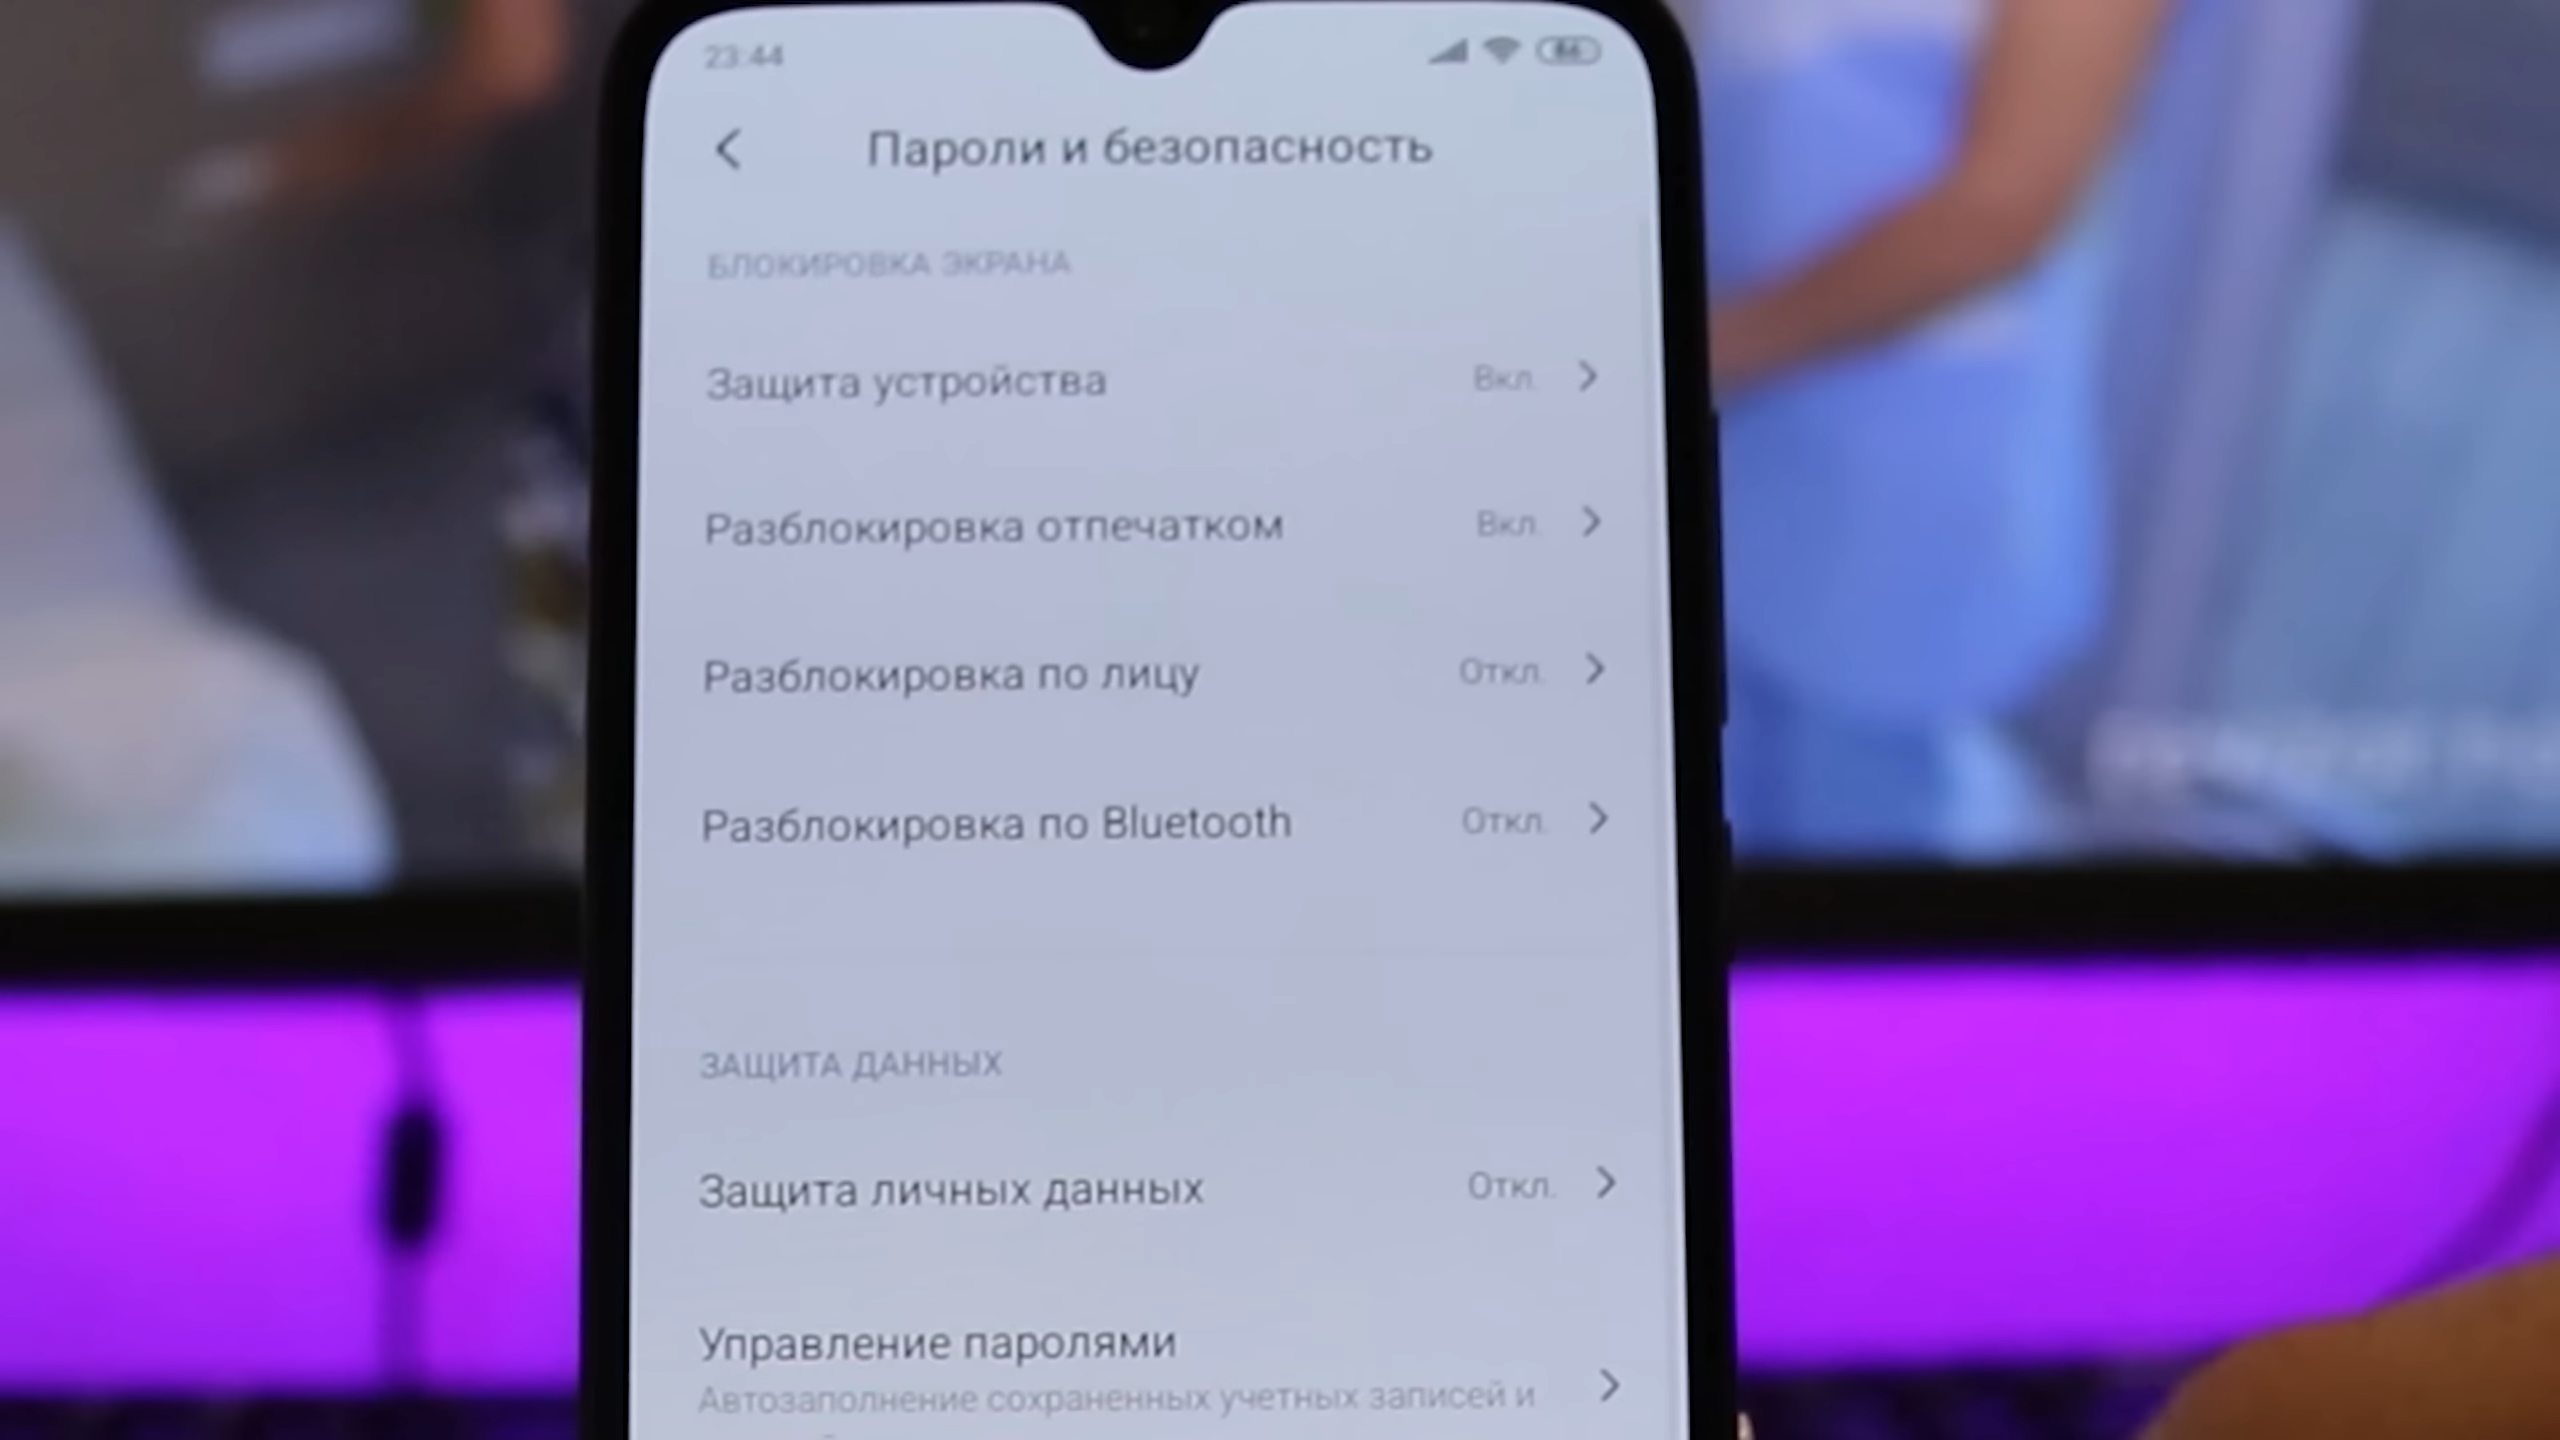 23:44
Пароли и безопасность
БЛОКИРОВКА ЭКРАНА
Защита устройства Вкл.
Разблокировка отпечатком Вкл.
Разблокировка по лицу Откл.
Разблокировка по Bluetooth Откл.
ЗАЩИТА ДАННЫХ
Защита личных данных Откл.
Управление паролями
Автозаполнение сохраненных учетных записей и